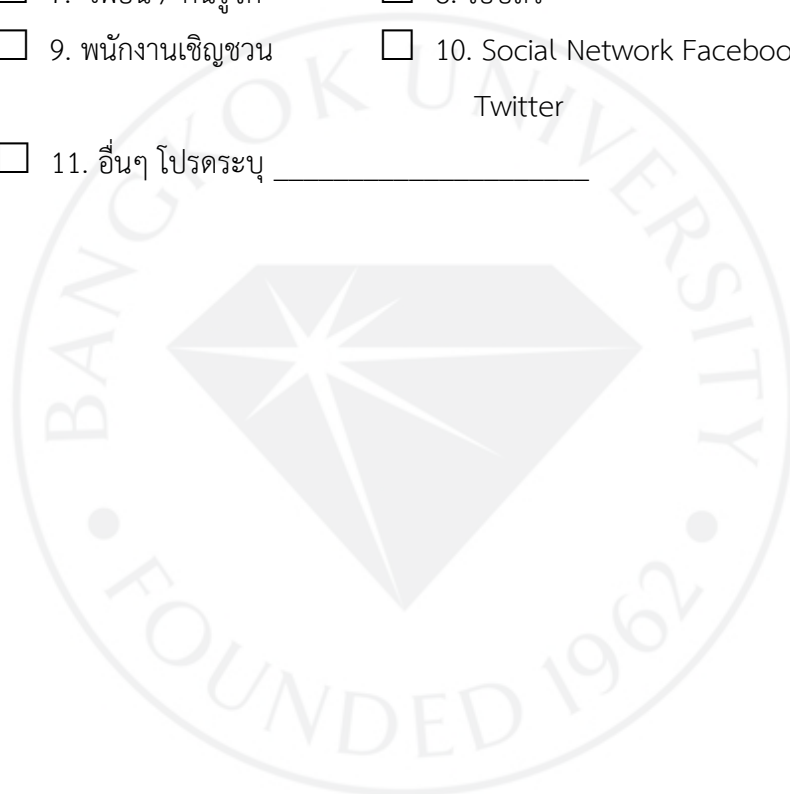 ☐ 9. พนักงานเชิญชวน ☐ 10. Social Network Faceboo
Twitter
☐ 11. อื่นๆ โปรดระบุ ______________________
BANGKOK UNIVERSITY
• FOUNDED 1962 •